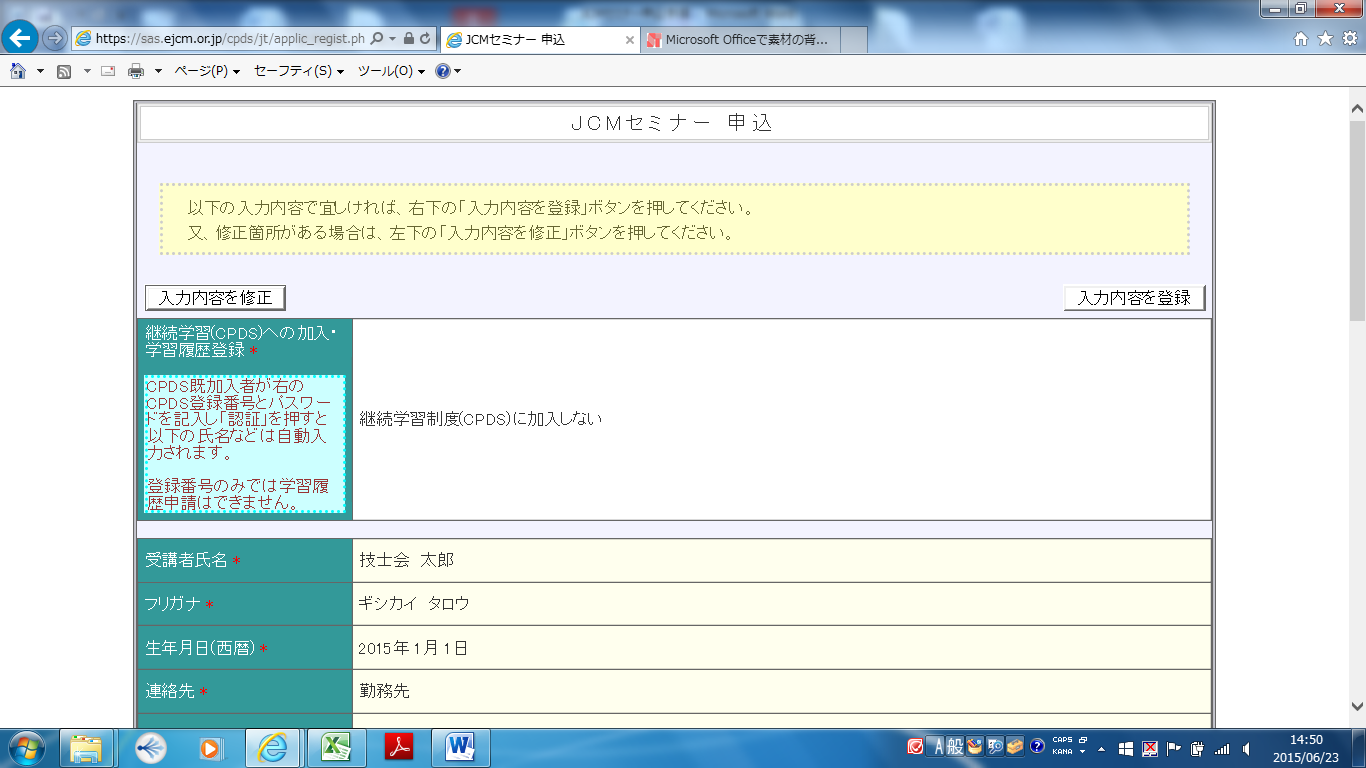 https://sas.ejcm.or.jp/cpds/jt/applic_regist.ph
JCMセミナー 申込
Microsoft Officeで素材の背...
ページ(P)
セーフティ(S)
ツール(O)
ＪＣＭセミナー 申 込
以下の入力内容で宜しければ、右下の「入力内容を登録」ボタンを押してください。
又、修正箇所がある場合は、左下の「入力内容を修正」ボタンを押してください。
入力内容を修正
入力内容を登録
継続学習(CPDS)への加入・
学習履歴登録 *
CPDS既加入者が右の
CPDS登録番号とパスワー
ドを記入し「認証」を押すと
以下の氏名などは自動入
力されます。
登録番号のみでは学習履
歴申請はできません。
継続学習制度(CPDS)に加入しない
受講者氏名 *
技士会 太郎
フリガナ *
ギシカイ タロウ
生年月日(西暦) *
2015年 1月 1日
連絡先 *
勤務先
A 般
CAPS
KANA
14:50
2015/06/23